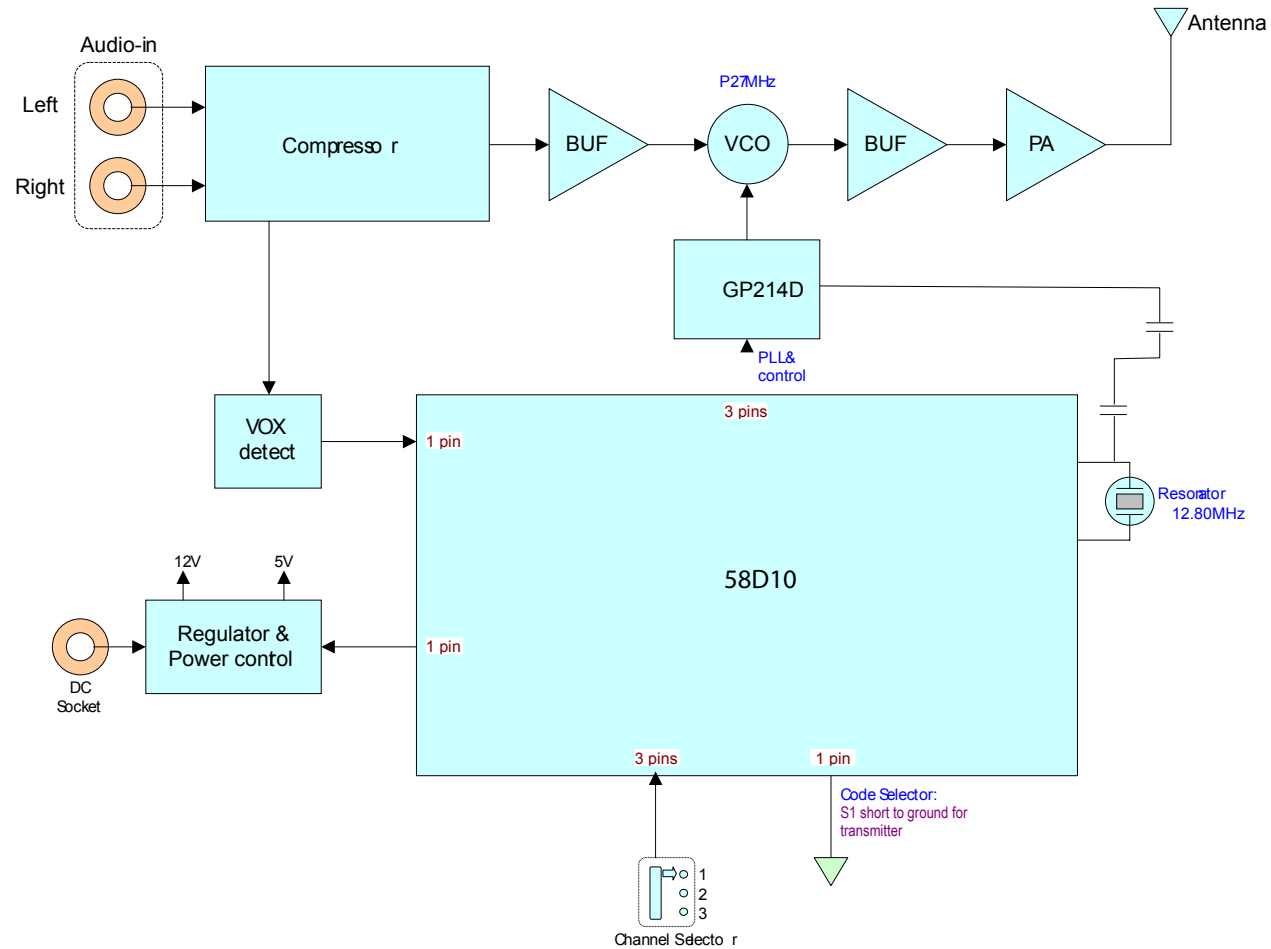 Audio-in
Left
Right
Compresso r
BUF
P27MHz
VCO
BUF
PA
Antenna
GP214D
PLL&
control
3 pins
VOX
detect
1 pin
Resonator
12.80MHz
58D10
12V
5V
Regulator &
Power control
1 pin
DC
Socket
3 pins
1 pin
Code Selector:
S1 short to ground for
transmitter
1
2
3
Channel Selecto r